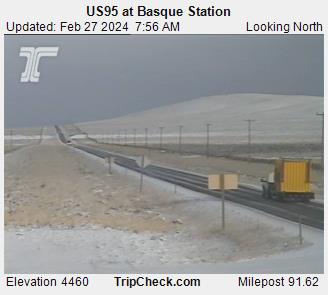 US95 at Basque Station
Updated: Feb 27 2024 7:56 AM Looking North
Elevation 4460 TripCheck.com Milepost 91.62